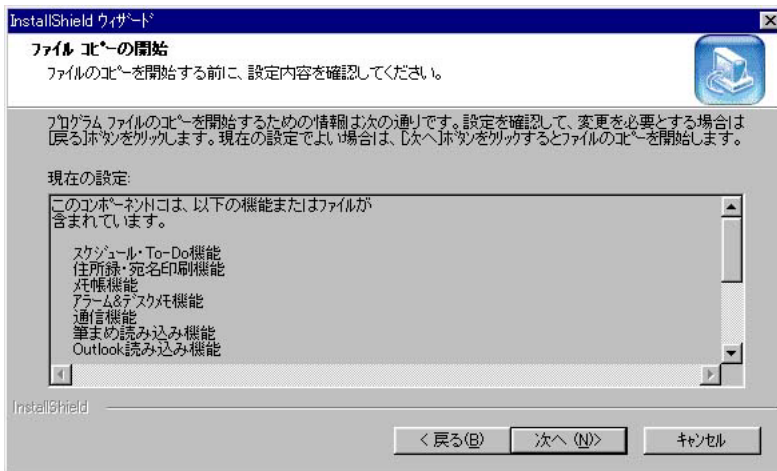 InstallShield ウィザード
ファイル コピーの開始
ファイルのコピーを開始する前に、設定内容を確認してください。
プログラム ファイルのコピーを開始するための情報は次の通りです。設定を確認して、変更を必要とする場合は
[戻る]ボタンをクリックします。現在の設定でよい場合は、[次へ]ボタンをクリックするとファイルのコピーを開始します。
現在の設定:
このコンポーネントには、以下の機能またはファイルが
含まれています。
スケジュール・To-Do機能
住所録・宛名印刷機能
メモ帳機能
アラーム&デスクメモ機能
通信機能
筆まめ読み込み機能
Outlook読み込み機能
InstallShield
< 戻る(B)
次へ (N)>
キャンセル